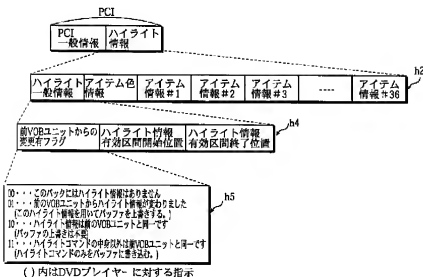 PCI
PCI
一般情報
ハイライト
情報
h2
ハイライト
一般情報
アイテム色
情報
アイテム
情報#1
アイテム
情報#2
アイテム
情報#3
----
アイテム
情報#36
h4
前VOBユニットからの
変更有フラグ
ハイライト情報
有効区間開始位置
ハイライト情報
有効区間終了位置
h5
00・・・このパックにはハイライト情報はありません
01・・・前のVOBユニットからハイライト情報が変わりました
(このハイライト情報を用いてバッファを上書きする。)
10・・・ハイライト情報は前のVOBユニットと同一です
(バッファの上書きは不要)
11・・・ハイライトコマンドの中身以外は前VOBユニットと同一です
(ハイライトコマンドのみをバッファに書き込む。)
( ) 内はDVDプレイヤーに対する指示